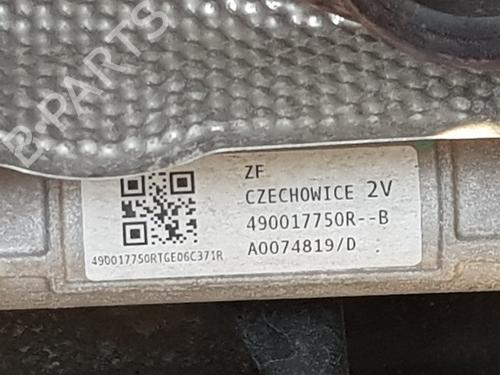 B-PARTS
ZF
CZECHOWICE 2V
490017750R--B
A0074819/D :
490017750RTGE06C371R